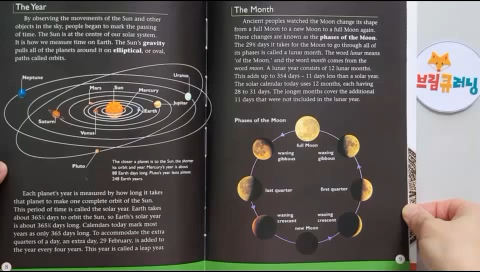 The Year
By observing the movements of the Sun and other
objects in the sky, people began to mark the passing
of time. The Sun is at the centre of our solar system.
It is how we measure time on Earth. The Sun's gravity
pulls all of the planets around it on elliptical, or oval,
paths called orbits.
Neptune
Uranus
Mars
Sun
Mercury
Jupiter
Saturn
Earth
Venus
Pluto
The closer a planet is to the Sun, the shorter
its orbit and year. Mercury's year is about
88 Earth days long. Pluto's year lasts almost
248 Earth years.
Each planet's year is measured by how long it takes
that planet to make one complete orbit of the Sun.
This period of time is called the solar year. Earth takes
about 365¼ days to orbit the Sun, so Earth's solar year
is about 365¼ days long. Calendars today mark most
years as only 365 days long. To accommodate the extra
quarters of a day, an extra day, 29 February, is added to
the year every four years. This year is called a leap year
8
The Month
Ancient peoples watched the Moon change its shape
from a full Moon to a new Moon to a full Moon again.
These changes are known as the phases of the Moon.
The 29½ days it takes for the Moon to go through all of
its phases is called a lunar month. The word lunar means
'of the Moon,' and the word month comes from the
word moon. A lunar year consists of 12 lunar months.
This adds up to 354 days – 11 days less than a solar year.
The solar calendar today uses 12 months, each having
28 to 31 days. The longer months cover the additional
11 days that were not included in the lunar year.
Phases of the Moon
full Moon
waning
gibbous
waxing
gibbous
last quarter
first quarter
waning
crescent
waxing
crescent
new Moon
9
브림큐러닝